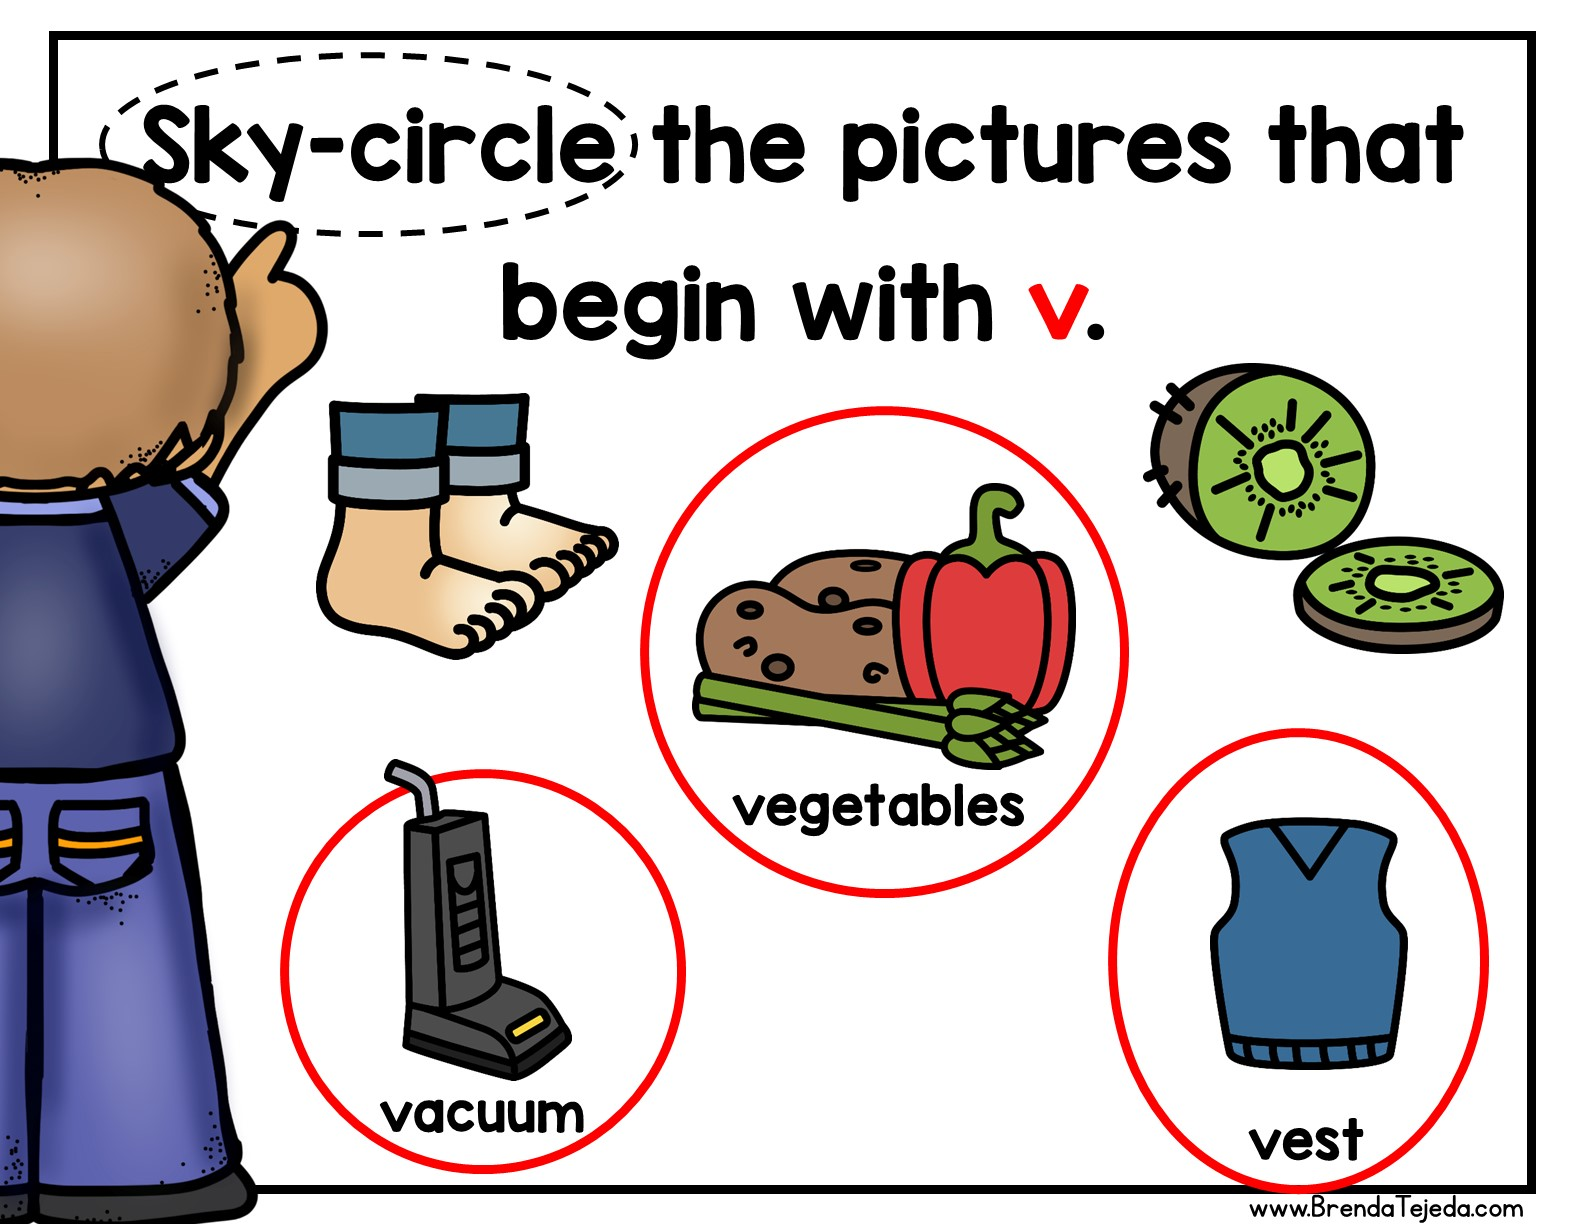 Sky-circle the pictures that
begin with v.
vegetables
vacuum
vest
www.BrendaTejeda.com